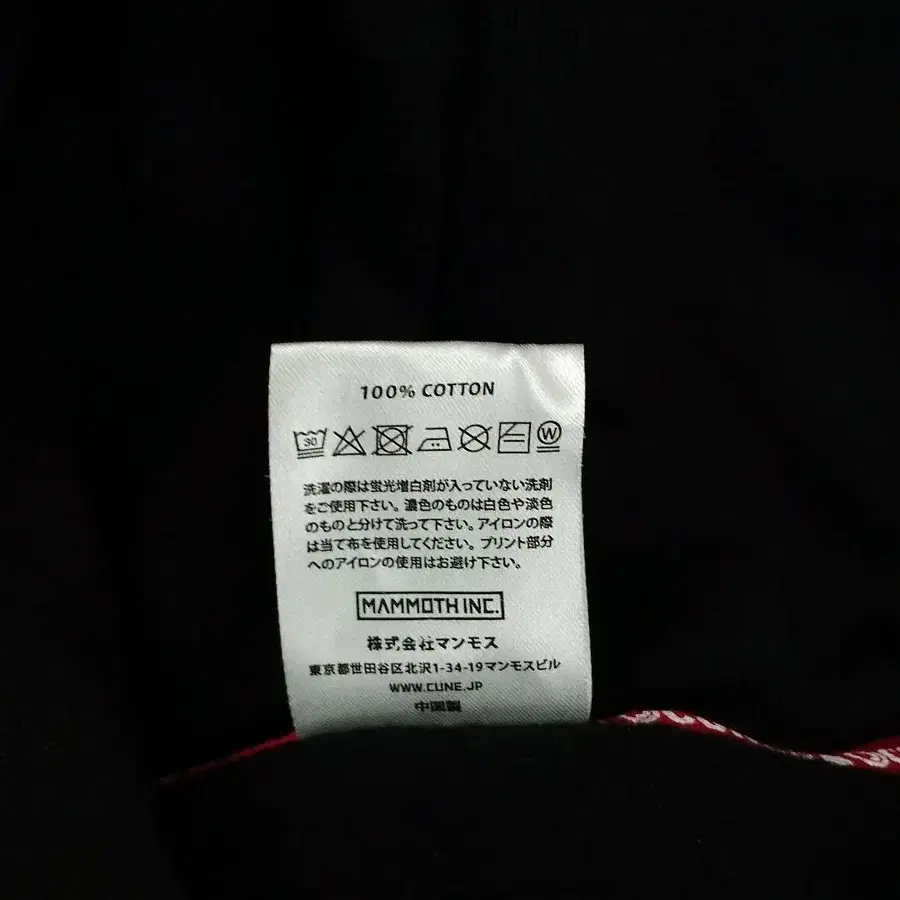 100% COTTON
30 W
洗濯の際は蛍光増白剤が入っていない洗剤
をご使用下さい。濃色のものは白色や淡色
のものと分けて洗って下さい。アイロンの際
は当て布を使用してください。プリント部分
へのアイロンの使用はお避け下さい。
MAMMOTH INC.
株式会社マンモス
東京都世田谷区北沢1-34-19マンモスビル
WWW.CUNE.JP
中国製